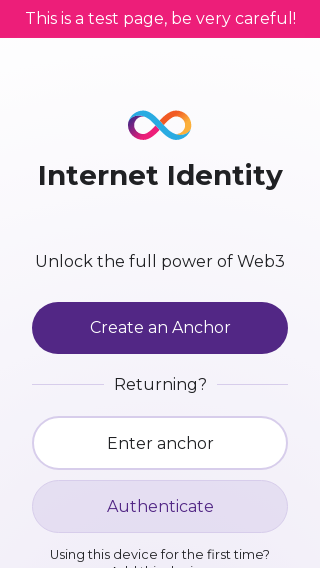 This is a test page, be very careful!
Internet Identity
Unlock the full power of Web3
Create an Anchor
Returning?
Enter anchor
Authenticate
Using this device for the first time?